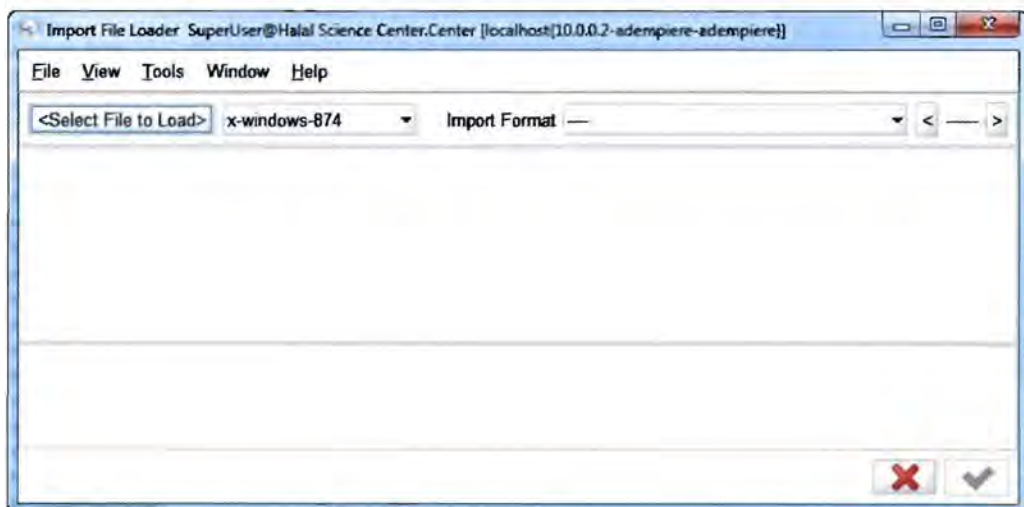 Import File Loader SuperUser@Halal Science Center.Center [localhost{10.0.0.2-adempiere-adempiere}]
File View Tools Window Help
<Select File to Load> x-windows-874 Import Format — < — >